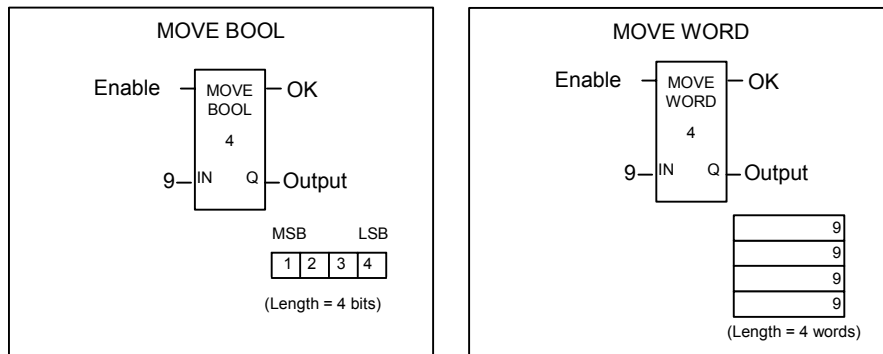 MOVE BOOL
Enable
MOVE
BOOL
OK
4
9
IN
Q
Output
MSB
LSB
1 2 3 4
(Length = 4 bits)
MOVE WORD
Enable
MOVE
WORD
OK
4
9
IN
Q
Output
9
9
9
9
(Length = 4 words)